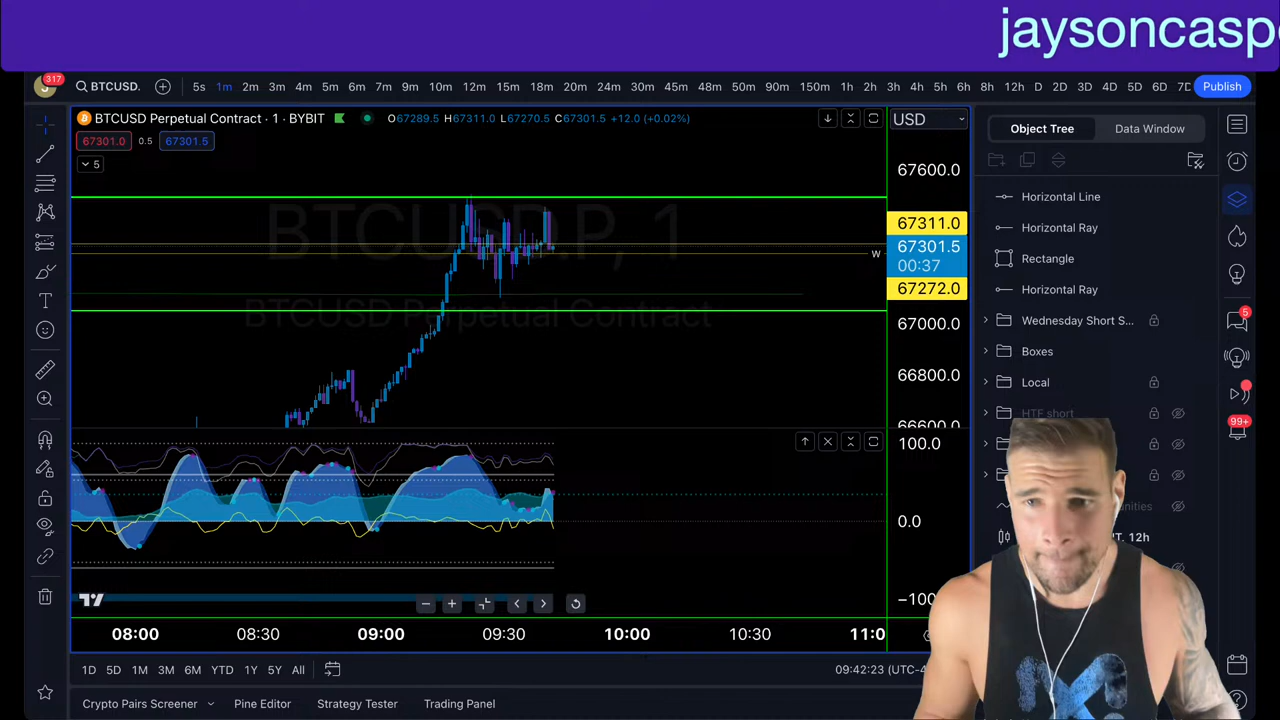 jaysoncasp
317
BTCUSD.
5s 1m 2m 3m 4m 5m 6m 7m 9m 10m 12m 15m 18m 20m 24m 30m 45m 48m 50m 90m 150m 1h 2h 3h 4h 5h 6h 8h 12h D 2D 3D 4D 5D 6D 7D
Publish
BTCUSD Perpetual Contract · 1 · BYBIT
O67289.5 H67311.0 L67270.5 C67301.5 +12.0 (+0.02%)
USD
Object Tree
Data Window
67301.0 0.5 67301.5
5
BTCUSD.P, 1
BTCUSD Perpetual Contract
W
67600.0
67311.0
67301.5
00:37
67272.0
67000.0
66800.0
66600.0
100.0
0.0
−100
Horizontal Line
Horizontal Ray
Rectangle
Horizontal Ray
Wednesday Short S...
Boxes
Local
HTF short
12h
5
99+
08:00 08:30 09:00 09:30 10:00 10:30 11:0
1D 5D 1M 3M 6M YTD 1Y 5Y All
09:42:23 (UTC-4
Crypto Pairs Screener Pine Editor Strategy Tester Trading Panel